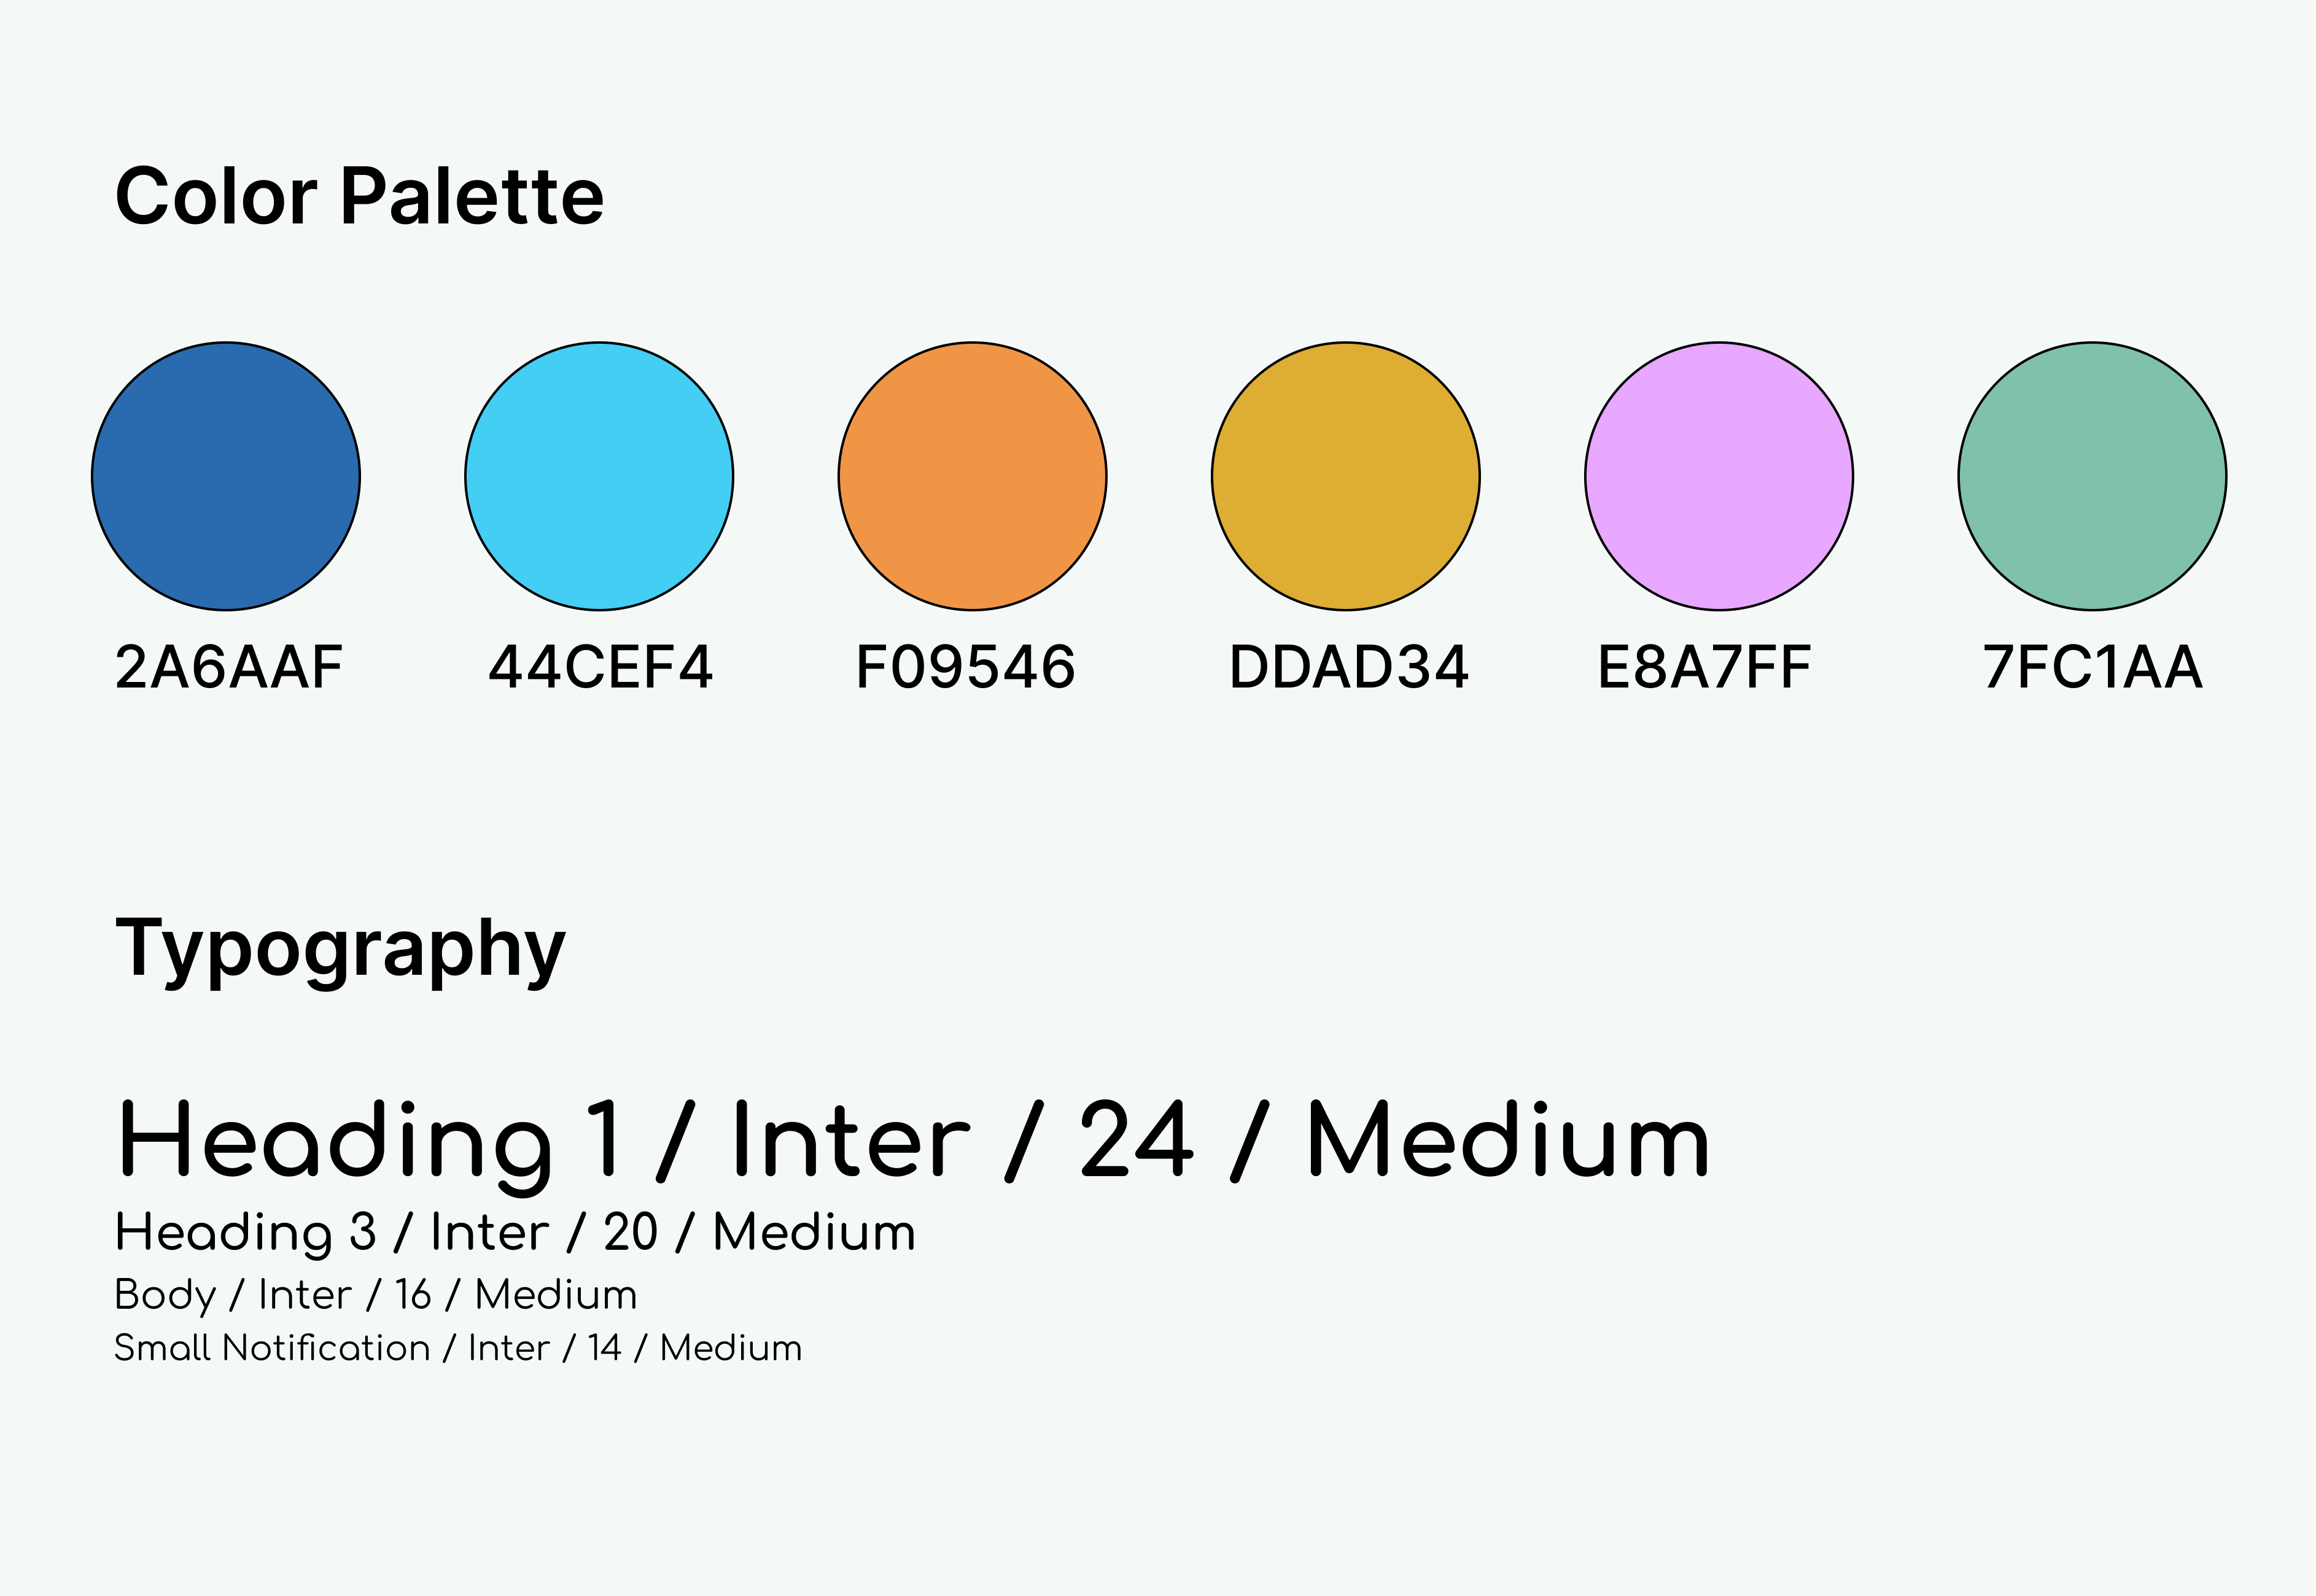 Color Palette
2A6AAF 44CEF4 F09546 DDAD34 E8A7FF 7FC1AA
Typography
Heading 1 / Inter / 24 / Medium
Heading 3 / Inter / 20 / Medium
Body / Inter / 16 / Medium
Small Notification / Inter / 14 / Medium